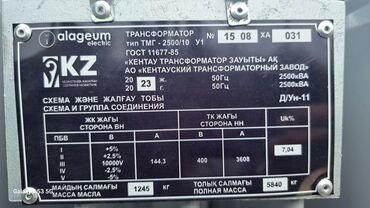 alageum
electric
ТРАНСФОРМАТОР
тип ТМГ - 2500/10 У1
№ 15 08 ХА 031
ГОСТ 11677-85
«КЕНТАУ ТРАНСФОРМАТОР ЗАУЫТЫ» АҚ
АО «КЕНТАУСКИЙ ТРАНСФОРМАТОРНЫЙ ЗАВОД»
KZ
20 23 ж. 50Гц 2500кВА
20 г. 50Гц 2500кВА
СХЕМА ЖӘНЕ ЖАЛҒАУ ТОБЫ
СХЕМА И ГРУППА СОЕДИНЕНИЯ
Д/Ун-11
ЖК ЖАҒЫ
СТОРОНА ВН
ТК ЖАҒЫ
СТОРОНА НН
Uk%
ПБВ В А В А
I +5%
II +2.5%
III 10000V 144,3 400 3608 7,04
IV -2.5%
V -5%
МАЙДЫҢ САЛМАҒЫ
МАССА МАСЛА
1245 кг
ТОЛЫҚ САЛМАҒЫ
ПОЛНАЯ МАССА
5840 кг